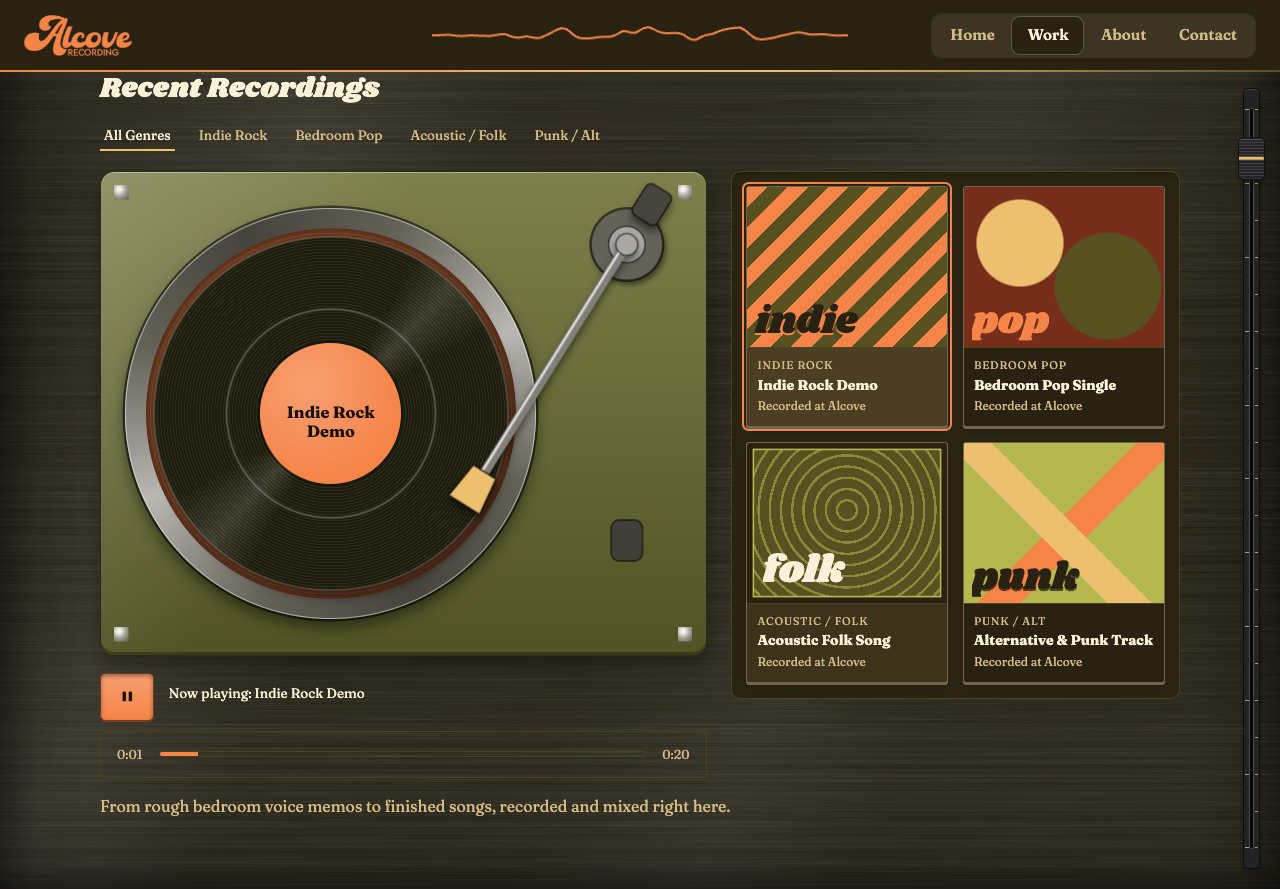 Alcove
RECORDING
Home Work About Contact
Recent Recordings
All Genres Indie Rock Bedroom Pop Acoustic / Folk Punk / Alt
Indie Rock
Demo
indie
INDIE ROCK
Indie Rock Demo
Recorded at Alcove
pop
BEDROOM POP
Bedroom Pop Single
Recorded at Alcove
folk
ACOUSTIC / FOLK
Acoustic Folk Song
Recorded at Alcove
punk
PUNK / ALT
Alternative & Punk Track
Recorded at Alcove
Now playing: Indie Rock Demo
0:01 0:20
From rough bedroom voice memos to finished songs, recorded and mixed right here.